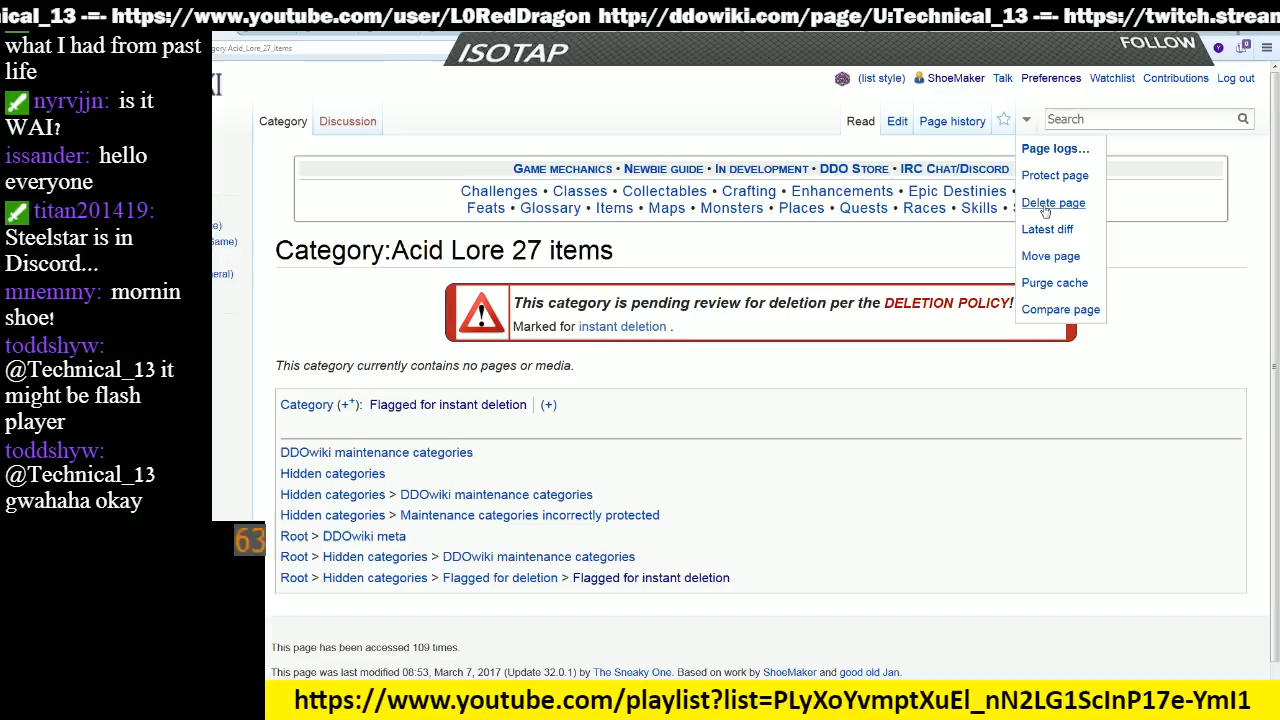 nical_13 -=- https://www.youtube.com/user/L0RedDragon http://ddowiki.com/page/U:Technical_13 -=- https://twitch.strean
what I had from past
life
nyrvjjn: is it
WAI?
issander: hello
everyone
titan201419:
Steelstar is in
Discord...
mnemmy: mornin
shoe!
toddshyw:
@Technical_13 it
might be flash
player
toddshyw:
@Technical_13
gwahaha okay
63
gory:Acid_Lore_27_items
ISOTAP
FOLLOW
0
(list style) ShoeMaker Talk Preferences Watchlist Contributions Log out
Category Discussion Read Edit Page history Search
Page logs...
Protect page
Delete page
Latest diff
Move page
Purge cache
Compare page
GAME MECHANICS • NEWBIE GUIDE • IN DEVELOPMENT • DDO STORE • IRC CHAT/DISCORD
Challenges • Classes • Collectables • Crafting • Enhancements • Epic Destinies •
Feats • Glossary • Items • Maps • Monsters • Places • Quests • Races • Skills •
Category:Acid Lore 27 items
This category is pending review for deletion per the DELETION POLICY!
Marked for instant deletion .
This category currently contains no pages or media.
Category (+⁺): Flagged for instant deletion (+)
DDOwiki maintenance categories
Hidden categories
Hidden categories > DDOwiki maintenance categories
Hidden categories > Maintenance categories incorrectly protected
Root > DDOwiki meta
Root > Hidden categories > DDOwiki maintenance categories
Root > Hidden categories > Flagged for deletion > Flagged for instant deletion
This page has been accessed 109 times.
This page was last modified 08:53, March 7, 2017 (Update 32.0.1) by The Sneaky One. Based on work by ShoeMaker and good old Jan.
https://www.youtube.com/playlist?list=PLyXoYvmptXuEl_nN2LG1ScInP17e-YmI1